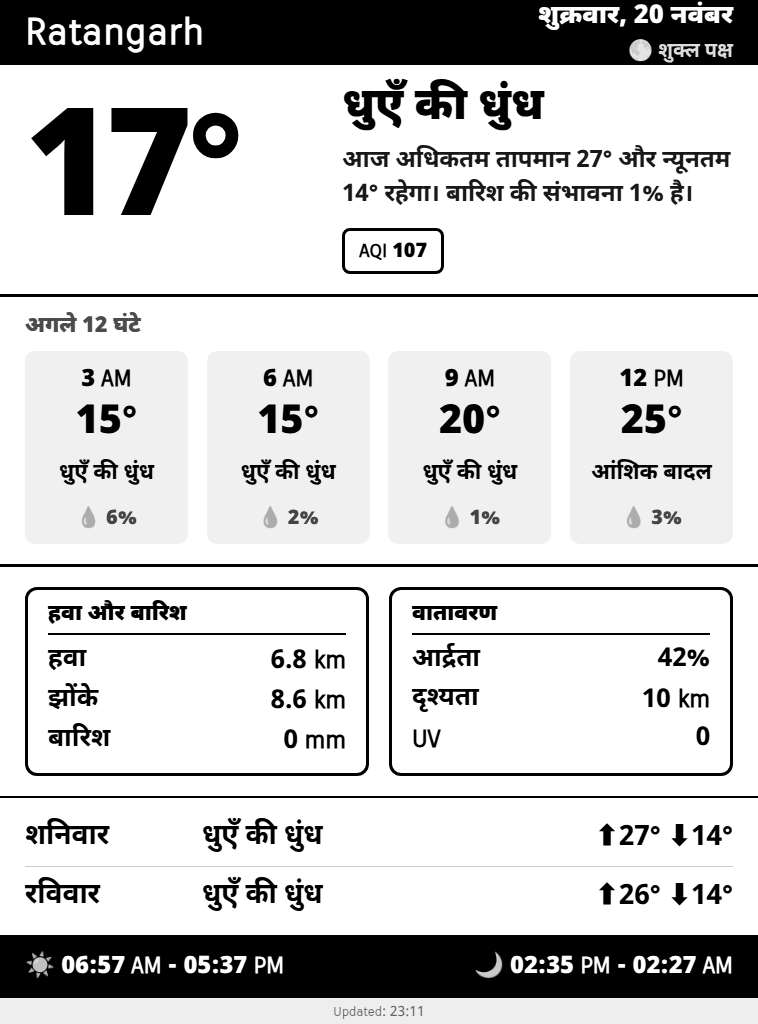 Ratangarh
शुक्रवार, 20 नवंबर
शुक्ल पक्ष
17°
धुएँ की धुंध
आज अधिकतम तापमान 27° और न्यूनतम
14° रहेगा। बारिश की संभावना 1% है।
AQI 107
अगले 12 घंटे
3 AM
15°
धुएँ की धुंध
6%
6 AM
15°
धुएँ की धुंध
2%
9 AM
20°
धुएँ की धुंध
1%
12 PM
25°
आंशिक बादल
3%
हवा और बारिश
हवा 6.8 km
झोंके 8.6 km
बारिश 0 mm
वातावरण
आर्द्रता 42%
दृश्यता 10 km
UV 0
शनिवार धुएँ की धुंध ⬆27° ⬇14°
रविवार धुएँ की धुंध ⬆26° ⬇14°
06:57 AM - 05:37 PM
02:35 PM - 02:27 AM
Updated: 23:11